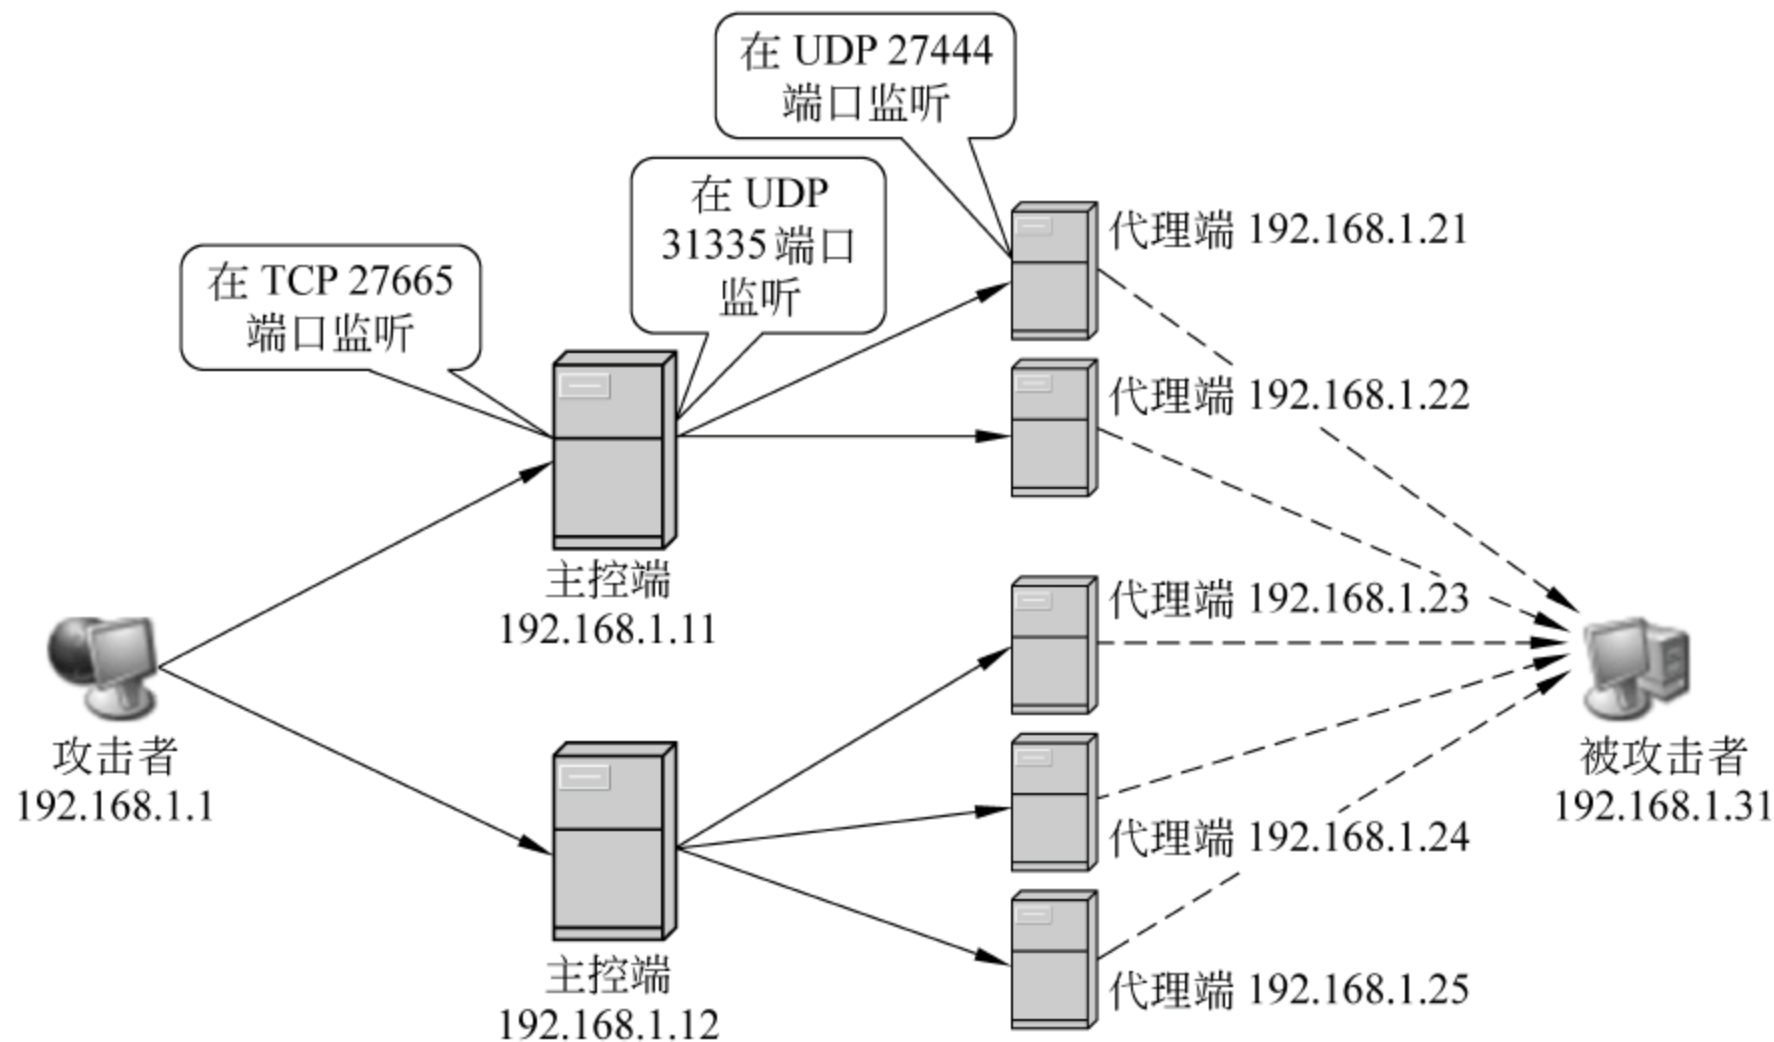 在 UDP 27444
端口监听
在 UDP
31335 端口
监听
在 TCP 27665
端口监听
代理端 192.168.1.21
代理端 192.168.1.22
主控端
192.168.1.11
代理端 192.168.1.23
攻击者
192.168.1.1
被攻击者
192.168.1.31
代理端 192.168.1.24
主控端
192.168.1.12
代理端 192.168.1.25